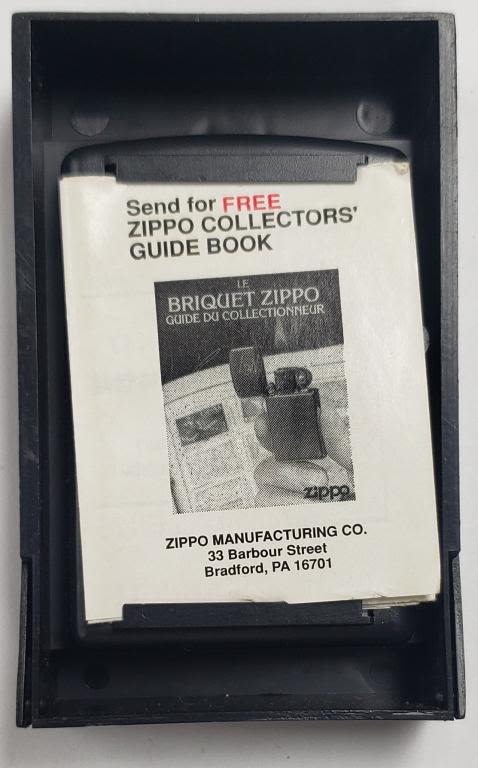 Send for FREE
ZIPPO COLLECTORS'
GUIDE BOOK
LE
BRIQUET ZIPPO
GUIDE DU COLLECTIONNEUR
zippo
ZIPPO MANUFACTURING CO.
33 Barbour Street
Bradford, PA 16701